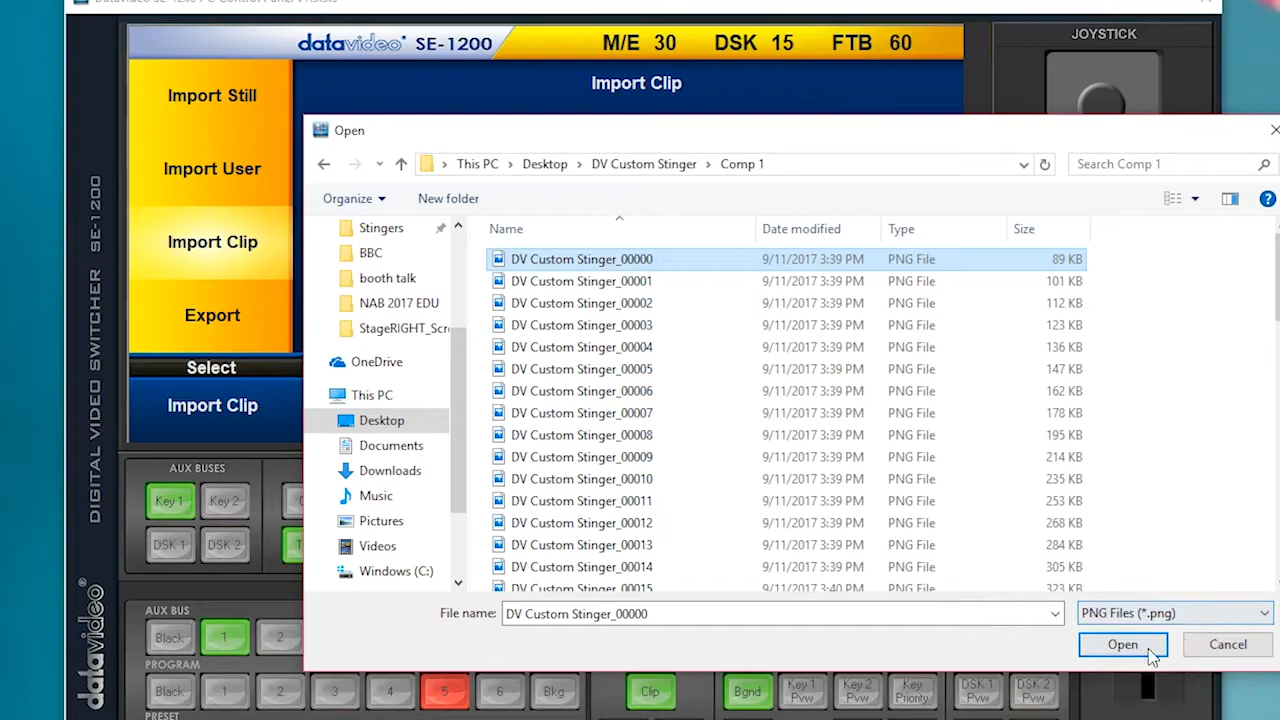 JOYSTICK
datavideo SE-1200 M/E 30 DSK 15 FTB 60
Import Still
Import User
Import Clip
Export
Select
Import Clip
Import Clip
DIGITAL VIDEO SWITCHER SE-1200
datavideo
Open
This PC > Desktop > DV Custom Stinger > Comp 1
Search Comp 1
Organize
New folder
Stingers
BBC
booth talk
NAB 2017 EDU
StageRIGHT_Scr
OneDrive
This PC
Desktop
Documents
Downloads
Music
Pictures
Videos
Windows (C:)
Name Date modified Type Size
DV Custom Stinger_00000 9/11/2017 3:39 PM PNG File 89 KB
DV Custom Stinger_00001 9/11/2017 3:39 PM PNG File 101 KB
DV Custom Stinger_00002 9/11/2017 3:39 PM PNG File 112 KB
DV Custom Stinger_00003 9/11/2017 3:39 PM PNG File 123 KB
DV Custom Stinger_00004 9/11/2017 3:39 PM PNG File 136 KB
DV Custom Stinger_00005 9/11/2017 3:39 PM PNG File 147 KB
DV Custom Stinger_00006 9/11/2017 3:39 PM PNG File 162 KB
DV Custom Stinger_00007 9/11/2017 3:39 PM PNG File 178 KB
DV Custom Stinger_00008 9/11/2017 3:39 PM PNG File 195 KB
DV Custom Stinger_00009 9/11/2017 3:39 PM PNG File 214 KB
DV Custom Stinger_00010 9/11/2017 3:39 PM PNG File 235 KB
DV Custom Stinger_00011 9/11/2017 3:39 PM PNG File 253 KB
DV Custom Stinger_00012 9/11/2017 3:39 PM PNG File 268 KB
DV Custom Stinger_00013 9/11/2017 3:39 PM PNG File 284 KB
DV Custom Stinger_00014 9/11/2017 3:39 PM PNG File 305 KB
DV Custom Stinger_00015 9/11/2017 3:40 PM PNG File 323 KB
File name: DV Custom Stinger_00000
PNG Files (*.png)
Open
Cancel
AUX BUSES
Key 1 Key 2
DSK 1 DSK 2
AUX BUS
Black 1 2
PROGRAM
Black 1 2 3 4 5 6 Bkg
Clip Bgnd Key 1 Pvw Key 2 Pvw Key Priority DSK 1 Pvw DSK 2 Pvw
PRESET